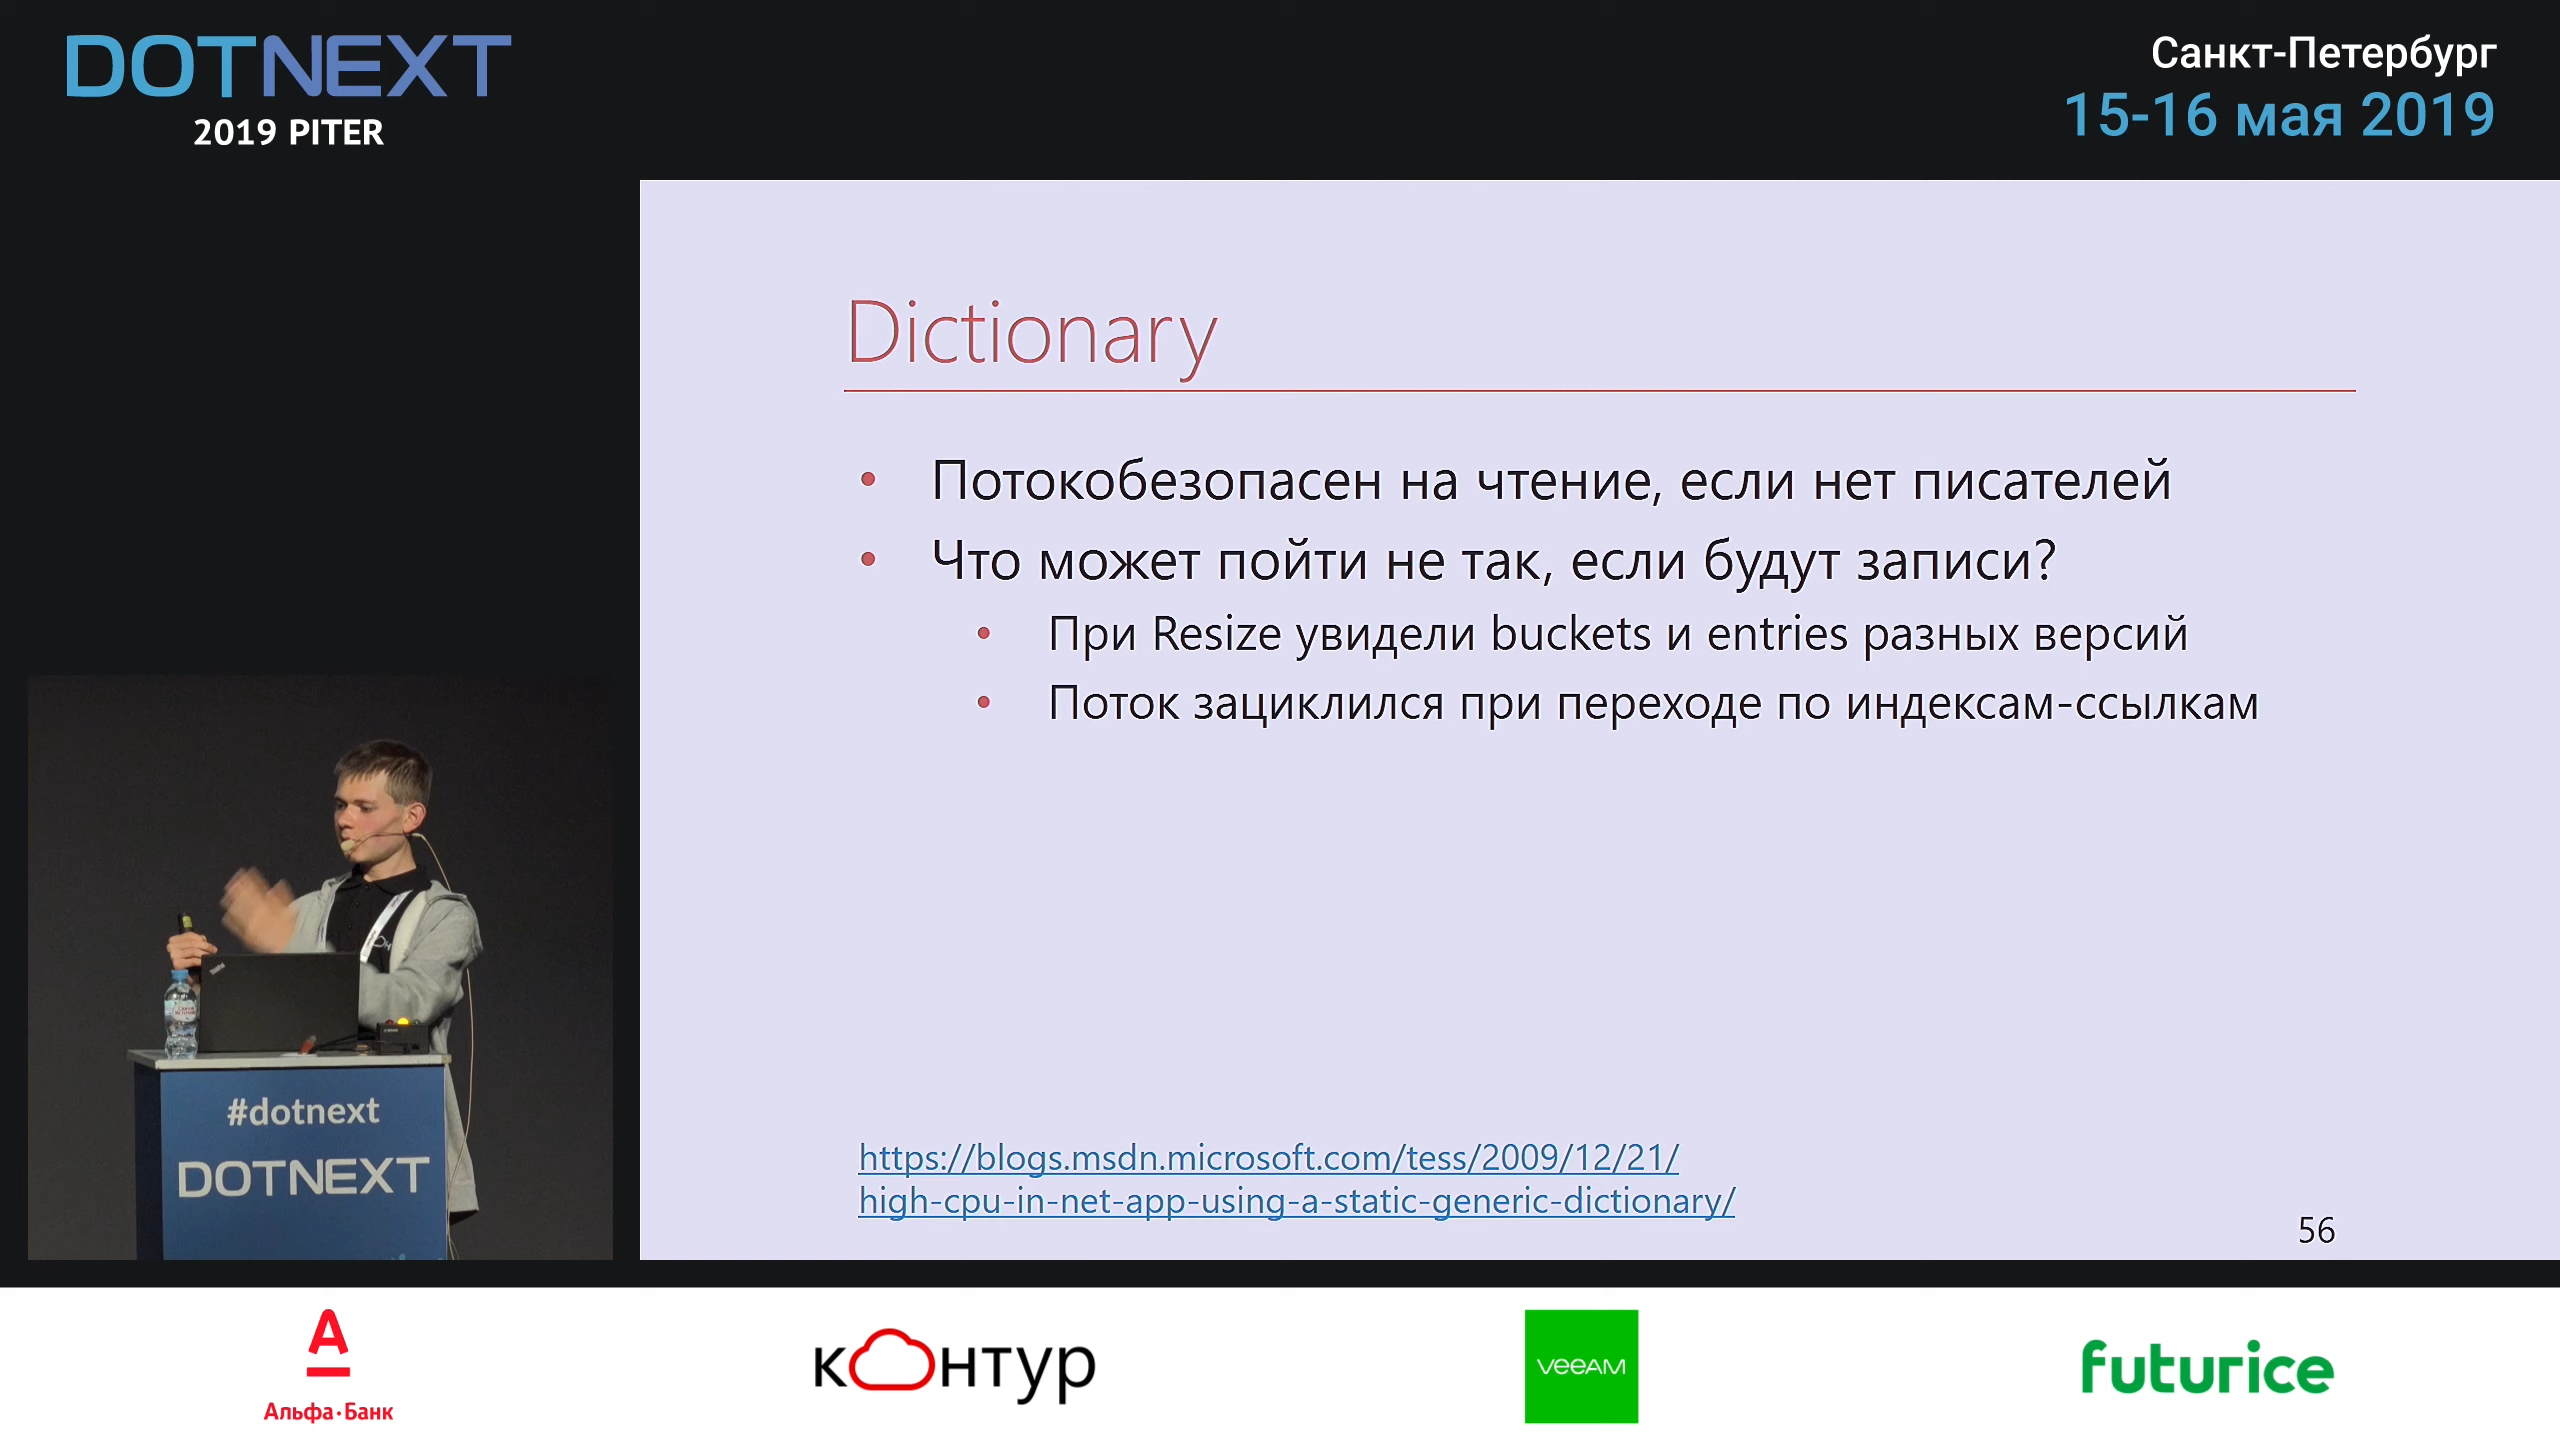 DOTNEXT
2019 PITER
Санкт-Петербург
15-16 мая 2019
Dictionary
• Потокобезопасен на чтение, если нет писателей
• Что может пойти не так, если будут записи?
• При Resize увидели buckets и entries разных версий
• Поток зациклился при переходе по индексам-ссылкам
https://blogs.msdn.microsoft.com/tess/2009/12/21/
high-cpu-in-net-app-using-a-static-generic-dictionary/
56
#dotnext
DOTNEXT
А
Альфа·Банк
контур
veeAM
futurice